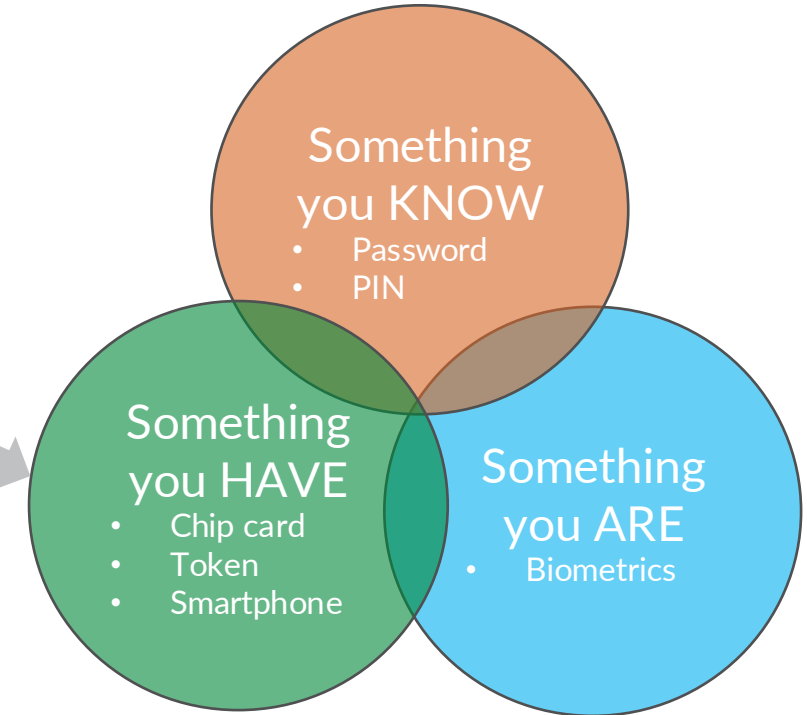 Something
you KNOW
• Password
• PIN
Something
you HAVE
• Chip card
• Token
• Smartphone
Something
you ARE
• Biometrics